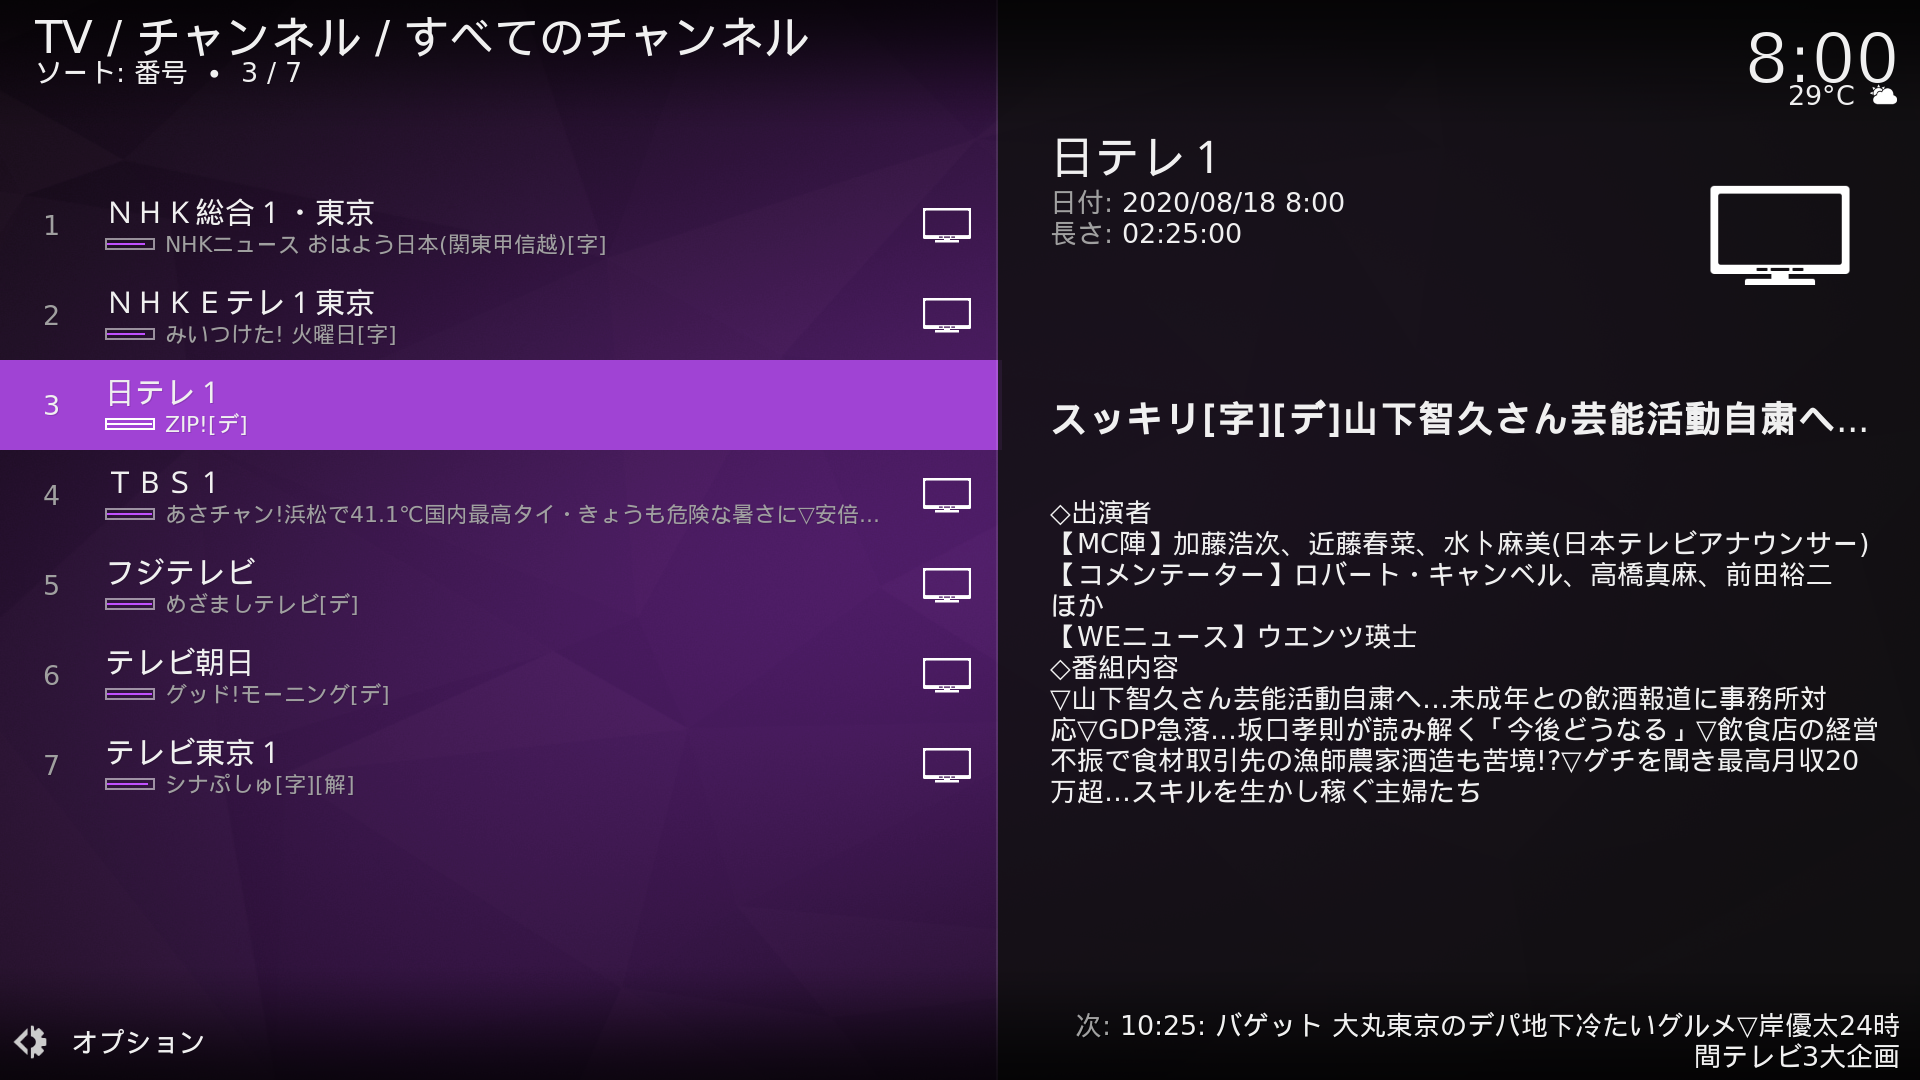 TV / チャンネル / すべてのチャンネル
ソート: 番号 • 3 / 7
8:00
29°C
1
ＮＨＫ総合１・東京
NHKニュース おはよう日本(関東甲信越)[字]
2
ＮＨＫＥテレ１東京
みいつけた! 火曜日[字]
3
日テレ１
ZIP![デ]
4
ＴＢＳ１
あさチャン!浜松で41.1℃国内最高タイ・きょうも危険な暑さに▽安倍...
5
フジテレビ
めざましテレビ[デ]
6
テレビ朝日
グッド!モーニング[デ]
7
テレビ東京１
シナぷしゅ[字][解]
オプション
日テレ１
日付: 2020/08/18 8:00
長さ: 02:25:00
スッキリ[字][デ]山下智久さん芸能活動自粛へ...
◇出演者
【MC陣】加藤浩次、近藤春菜、水卜麻美(日本テレビアナウンサー)
【コメンテーター】ロバート・キャンベル、高橋真麻、前田裕二
ほか
【WEニュース】ウエンツ瑛士
◇番組内容
▽山下智久さん芸能活動自粛へ…未成年との飲酒報道に事務所対
応▽GDP急落…坂口孝則が読み解く「今後どうなる」▽飲食店の経営
不振で食材取引先の漁師農家酒造も苦境!?▽グチを聞き最高月収20
万超…スキルを生かし稼ぐ主婦たち
次: 10:25: バゲット 大丸東京のデパ地下冷たいグルメ▽岸優太24時
間テレビ3大企画